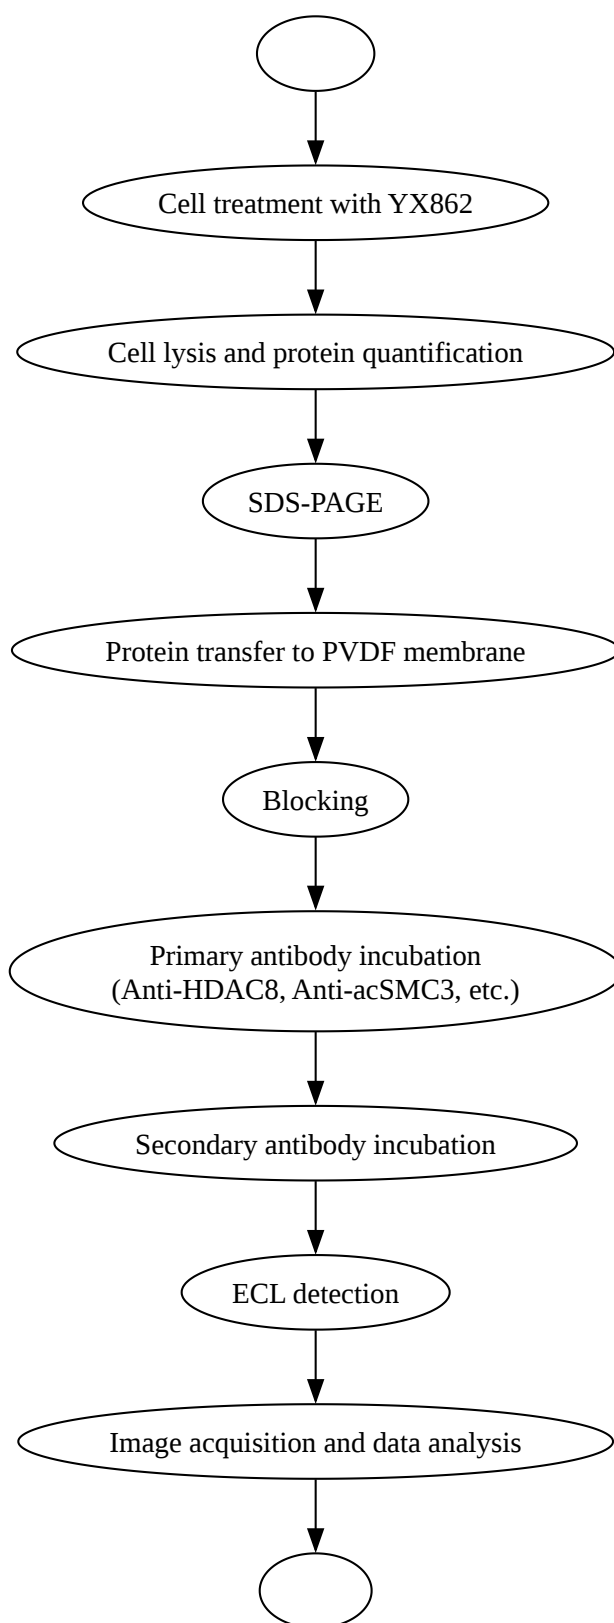 Cell treatment with YX862
Cell lysis and protein quantification
SDS-PAGE
Protein transfer to PVDF membrane
Blocking
Primary antibody incubation
(Anti-HDAC8, Anti-acSMC3, etc.)
Secondary antibody incubation
ECL detection
Image acquisition and data analysis